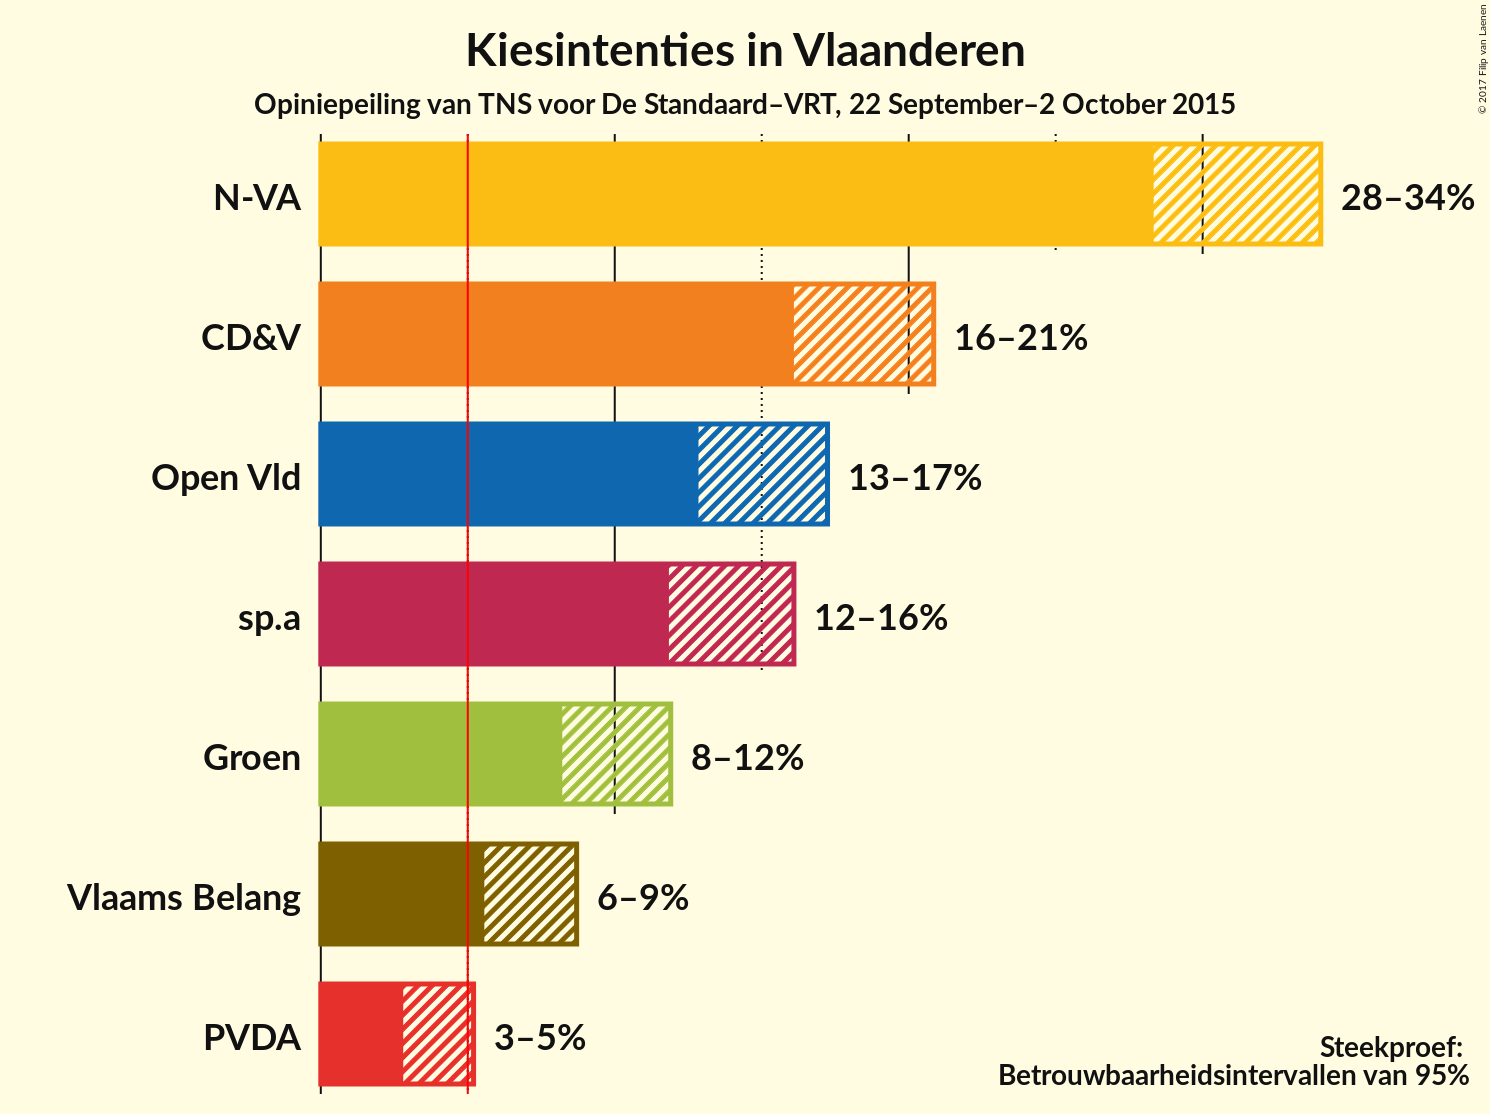 Kiesintenties in Vlaanderen
Opiniepeiling van TNS voor De Standaard–VRT, 22 September–2 October 2015
© 2017 Filip van Laenen
N-VA 28–34%
CD&V 16–21%
Open Vld 13–17%
sp.a 12–16%
Groen 8–12%
Vlaams Belang 6–9%
PVDA 3–5%
Steekproef:
Betrouwbaarheidsintervallen van 95%